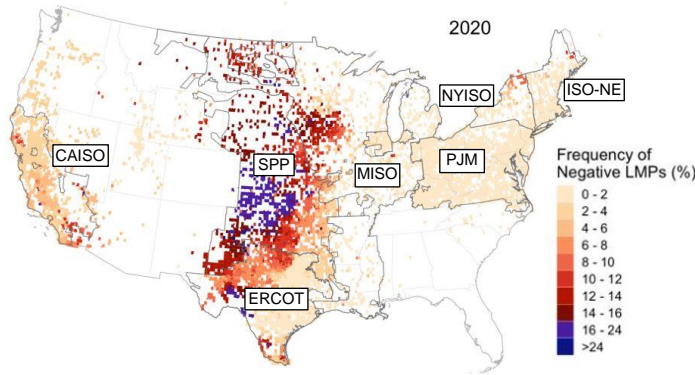 2020
NYISO
ISO-NE
CAISO
SPP
MISO
PJM
ERCOT
Frequency of
Negative LMPs (%)
0 - 2
2 - 4
4 - 6
6 - 8
8 - 10
10 - 12
12 - 14
14 - 16
16 - 24
>24